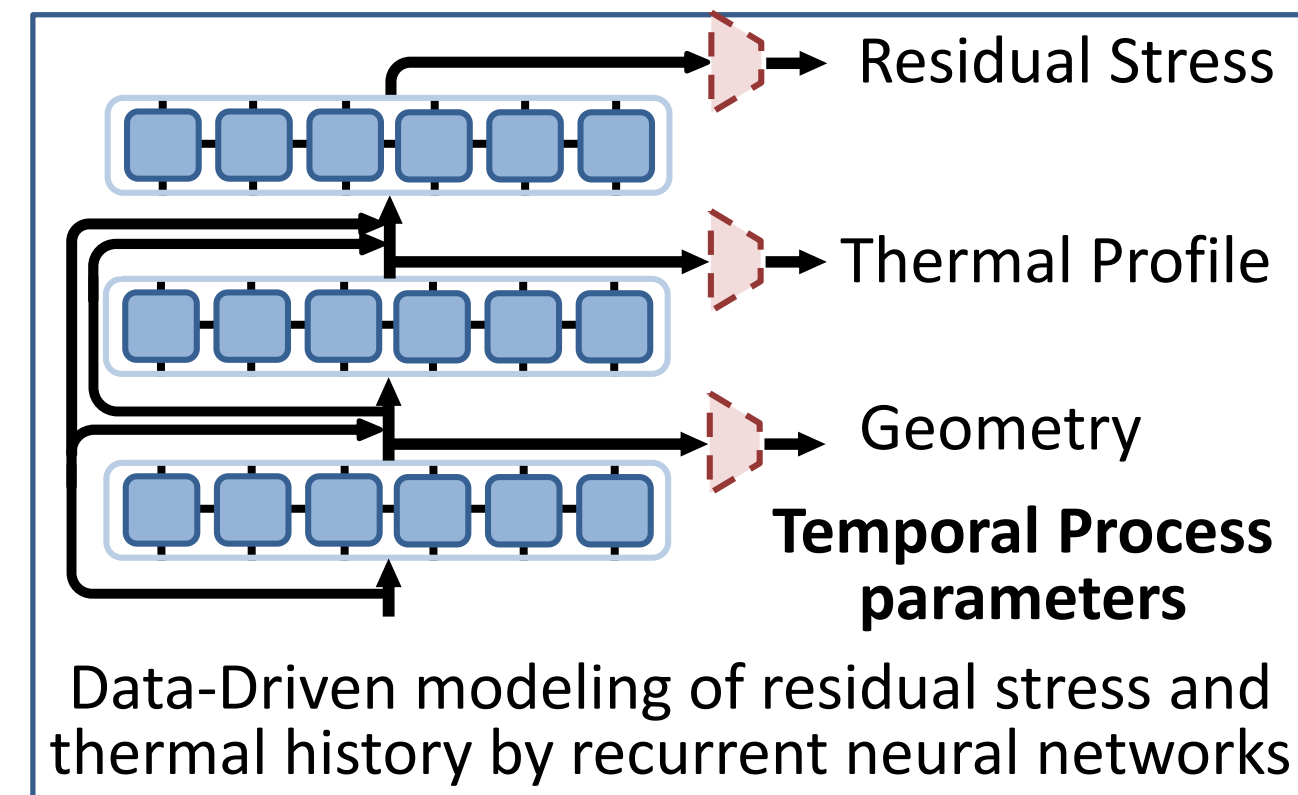 Residual Stress
Thermal Profile
Geometry
Temporal Process
parameters
Data-Driven modeling of residual stress and
thermal history by recurrent neural networks